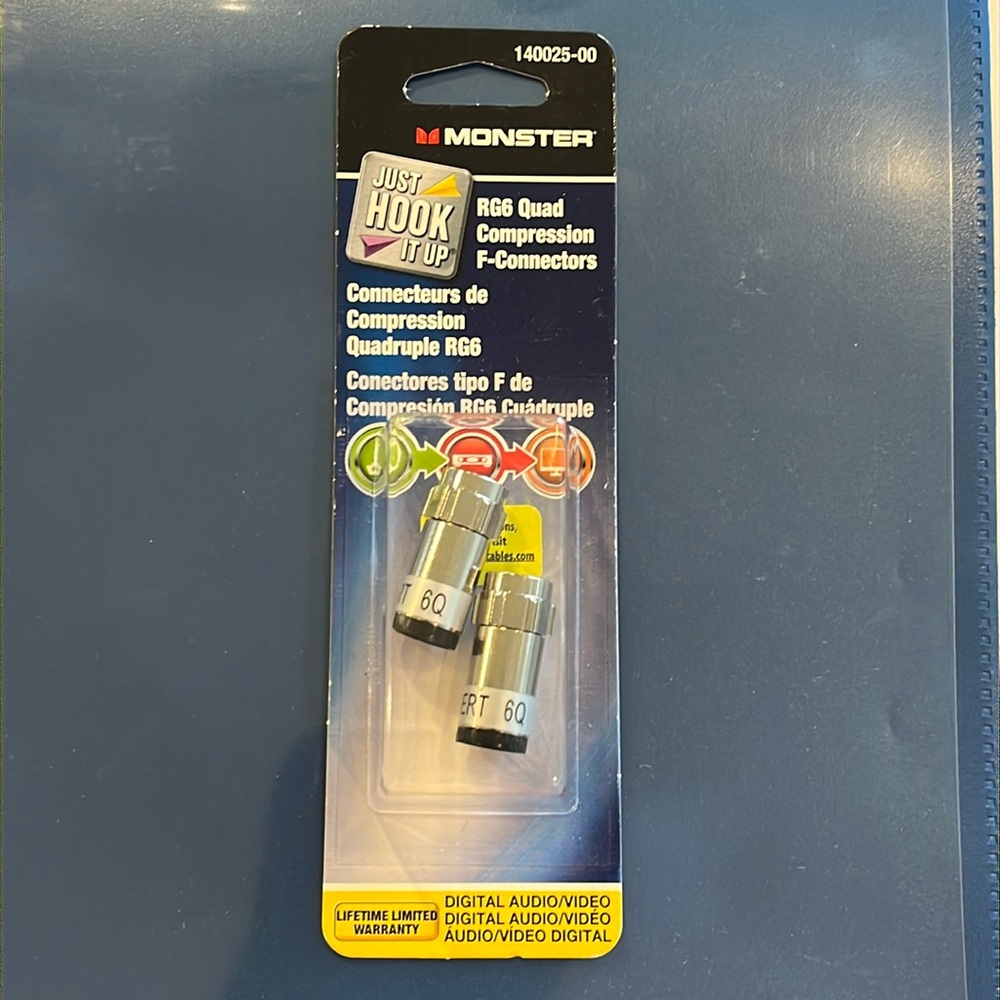 140025-00
MONSTER
JUST
HOOK
IT UP
RG6 Quad
Compression
F-Connectors
Connecteurs de
Compression
Quadruple RG6
Conectores tipo F de
Compresión RG6 Cuádruple
6Q
ERT 6Q
LIFETIME LIMITED
WARRANTY
DIGITAL AUDIO/VIDEO
DIGITAL AUDIO/VIDÉO
ÁUDIO/VÍDEO DIGITAL